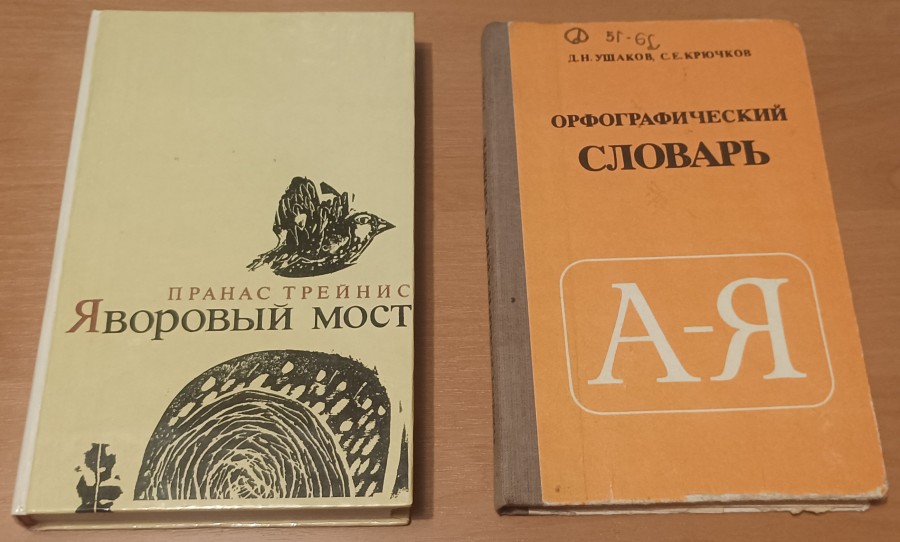 ПРАНАС ТРЕЙНИС
Яворовый мост
Д.Н.УШАКОВ, С.Е.КРЮЧКОВ
ОРФОГРАФИЧЕСКИЙ
СЛОВАРЬ
А-Я